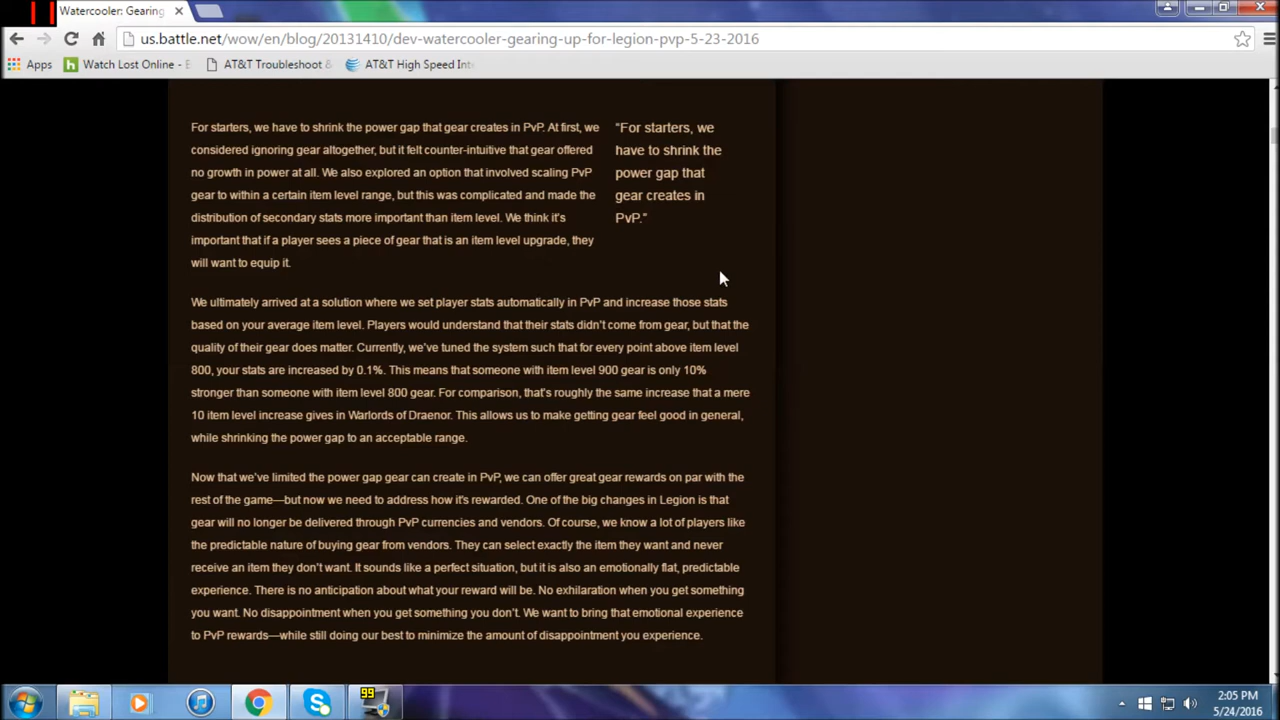 Watercooler: Gearing
us.battle.net/wow/en/blog/20131410/dev-watercooler-gearing-up-for-legion-pvp-5-23-2016
Apps
Watch Lost Online - E
AT&T Troubleshoot &
AT&T High Speed Inte
For starters, we have to shrink the power gap that gear creates in PvP. At first, we
considered ignoring gear altogether, but it felt counter-intuitive that gear offered
no growth in power at all. We also explored an option that involved scaling PvP
gear to within a certain item level range, but this was complicated and made the
distribution of secondary stats more important than item level. We think it's
important that if a player sees a piece of gear that is an item level upgrade, they
will want to equip it.
"For starters, we
have to shrink the
power gap that
gear creates in
PvP."
We ultimately arrived at a solution where we set player stats automatically in PvP and increase those stats
based on your average item level. Players would understand that their stats didn't come from gear, but that the
quality of their gear does matter. Currently, we've tuned the system such that for every point above item level
800, your stats are increased by 0.1%. This means that someone with item level 900 gear is only 10%
stronger than someone with item level 800 gear. For comparison, that's roughly the same increase that a mere
10 item level increase gives in Warlords of Draenor. This allows us to make getting gear feel good in general,
while shrinking the power gap to an acceptable range.
Now that we've limited the power gap gear can create in PvP, we can offer great gear rewards on par with the
rest of the game—but now we need to address how it's rewarded. One of the big changes in Legion is that
gear will no longer be delivered through PvP currencies and vendors. Of course, we know a lot of players like
the predictable nature of buying gear from vendors. They can select exactly the item they want and never
receive an item they don't want. It sounds like a perfect situation, but it is also an emotionally flat, predictable
experience. There is no anticipation about what your reward will be. No exhilaration when you get something
you want. No disappointment when you get something you don't. We want to bring that emotional experience
to PvP rewards—while still doing our best to minimize the amount of disappointment you experience.
99
2:05 PM
5/24/2016